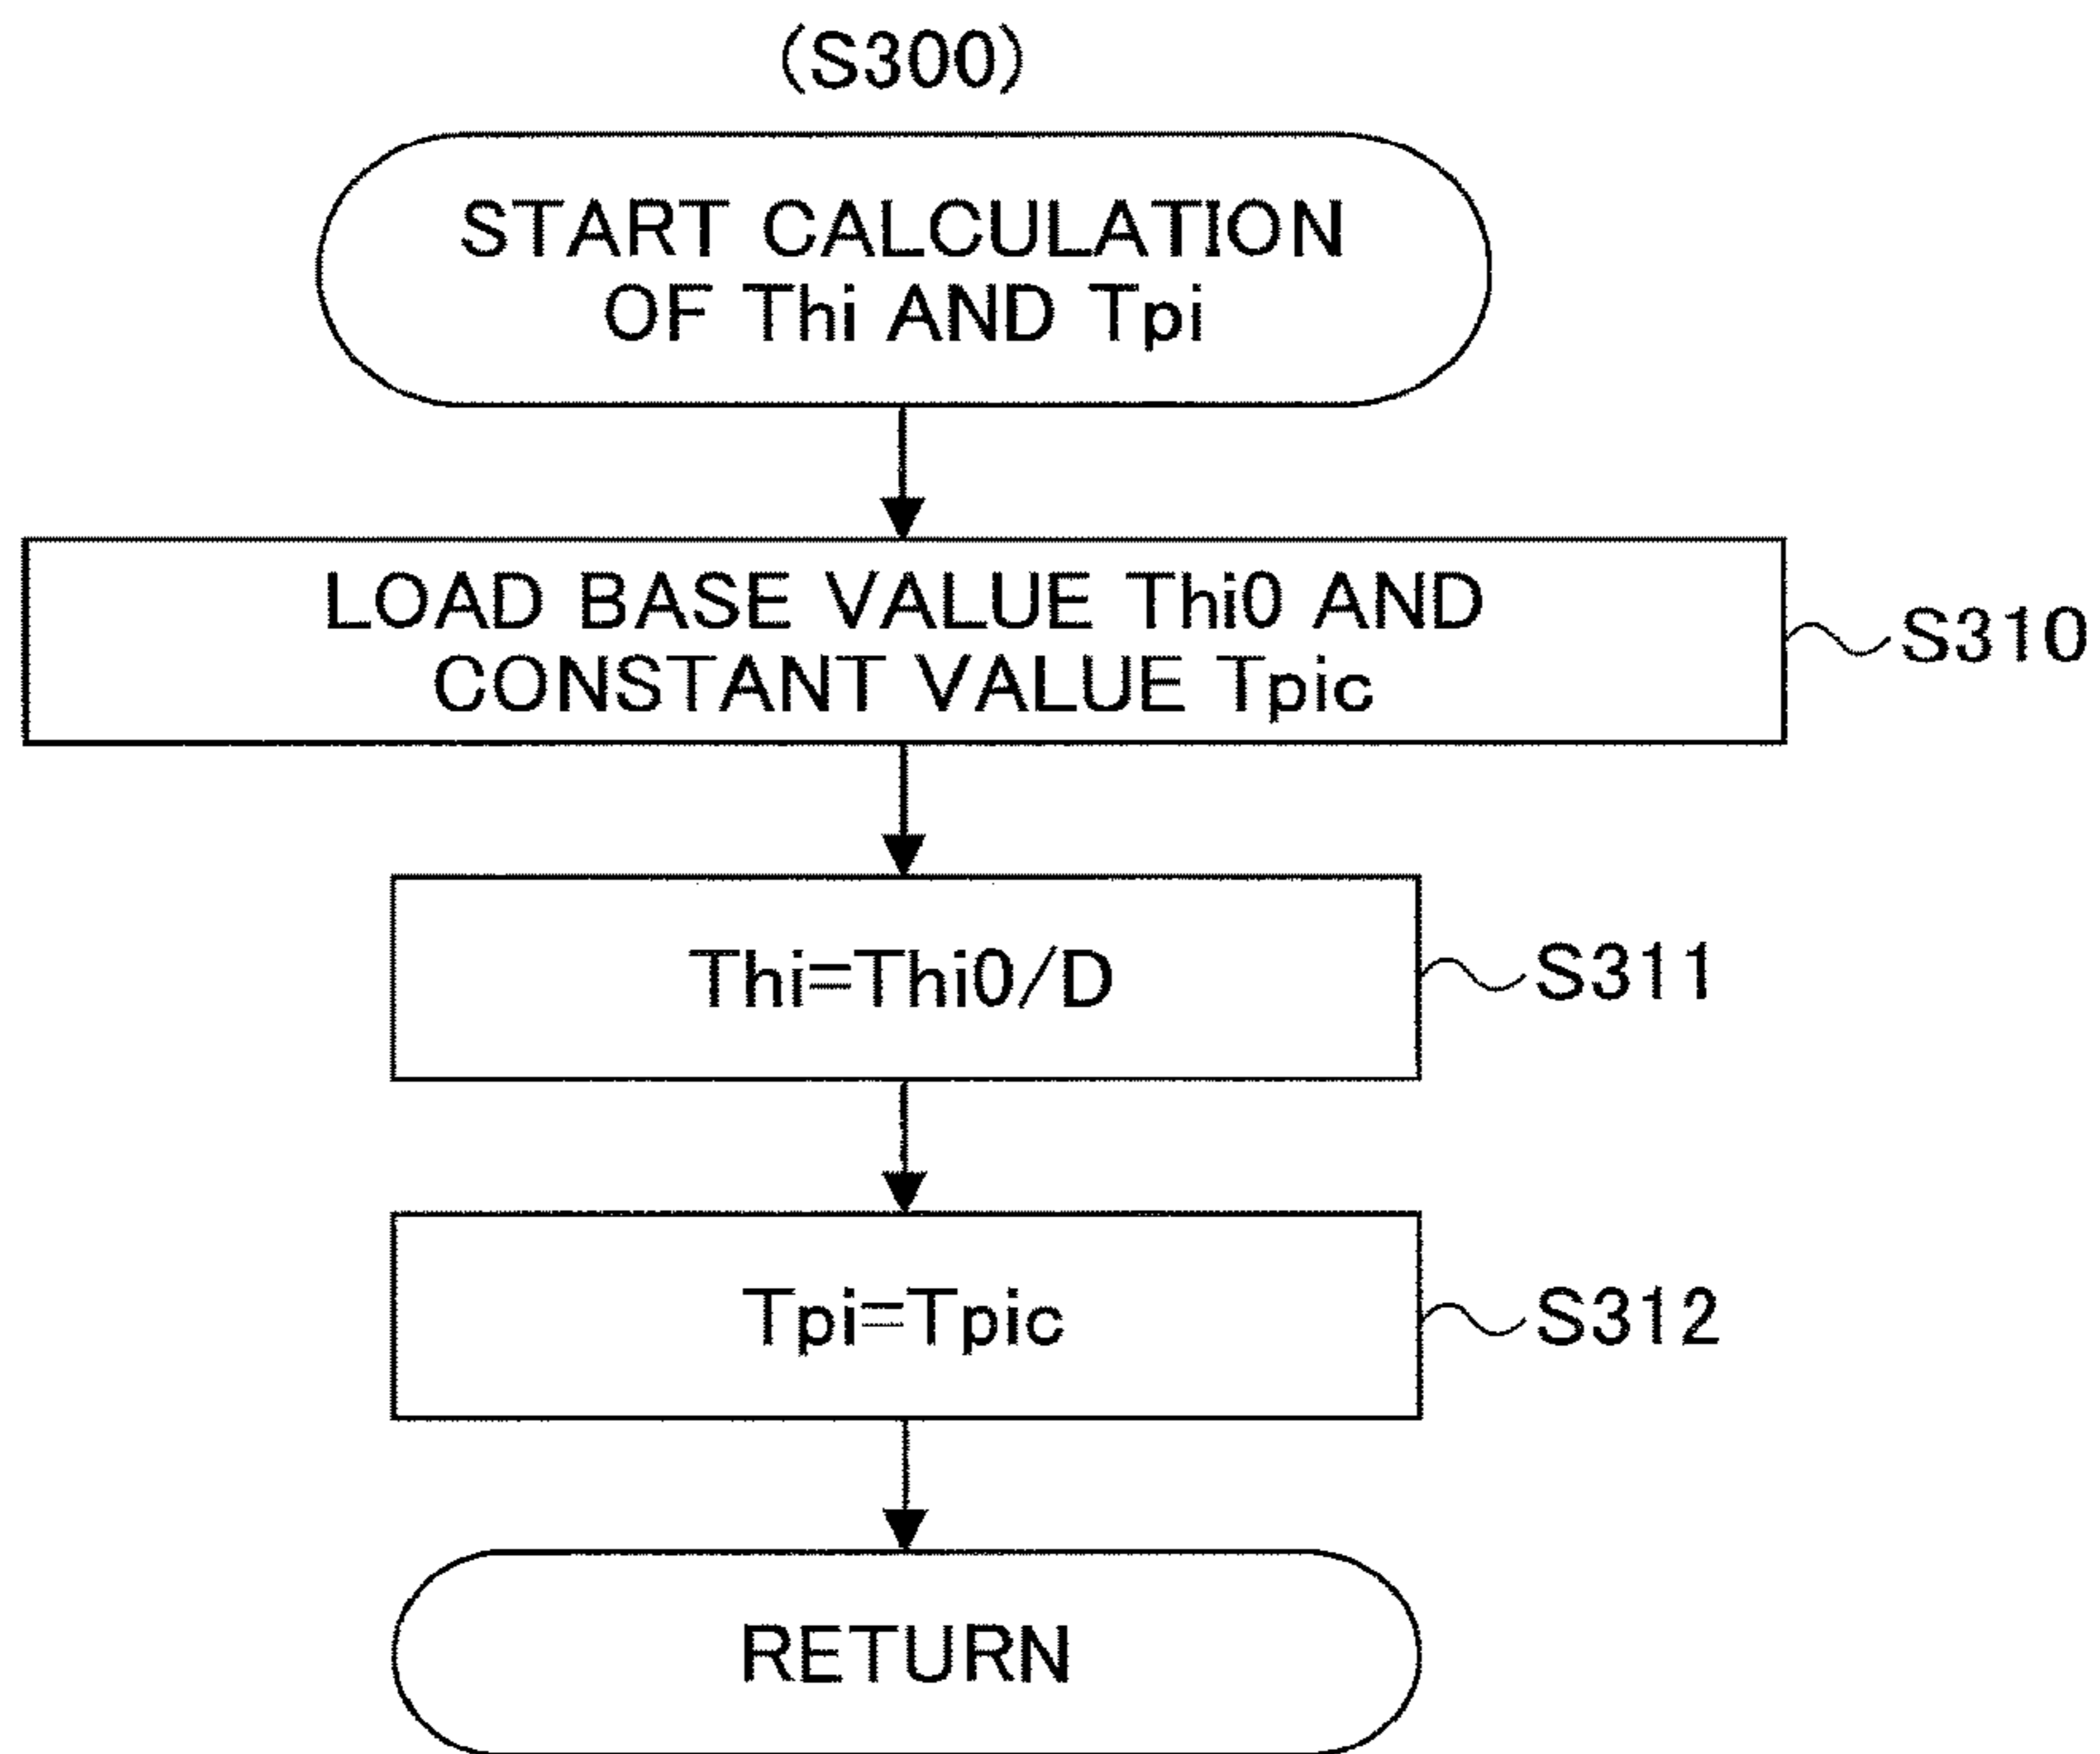 (S300)
START CALCULATION
OF Thi AND Tpi
LOAD BASE VALUE Thi0 AND
CONSTANT VALUE Tpic
S310
Thi=Thi0/D
S311
Tpi=Tpic
S312
RETURN